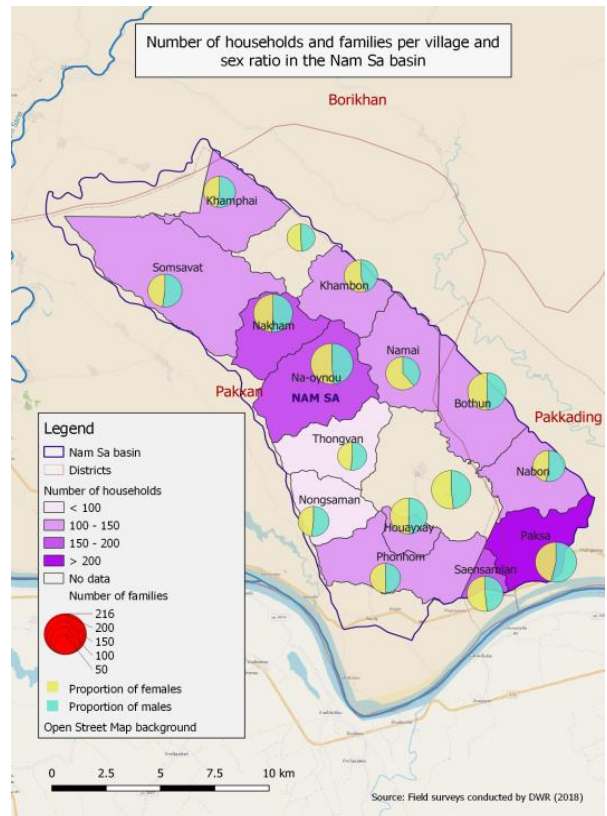 Number of households and families per village and
sex ratio in the Nam Sa basin
Borikhan
Khamphai
Somsavat
Khambon
Nakham
Namai
Na-oynou
Pakxan
NAM SA
Bothun
Pakkading
Thongvan
Nabon
Nongsaman
Houayxay
Paksa
Phonhom
Saensamian
Legend
Nam Sa basin
Districts
Number of households
< 100
100 - 150
150 - 200
> 200
No data
Number of families
216
200
150
100
50
Proportion of females
Proportion of males
Open Street Map background
0 2.5 5 7.5 10 km
Source: Field surveys conducted by DWR (2018)